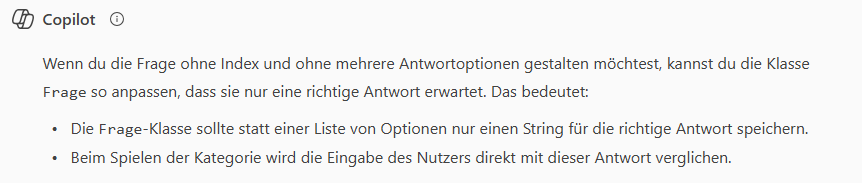 Copilot
Wenn du die Frage ohne Index und ohne mehrere Antwortoptionen gestalten möchtest, kannst du die Klasse
Frage so anpassen, dass sie nur eine richtige Antwort erwartet. Das bedeutet:
• Die Frage-Klasse sollte statt einer Liste von Optionen nur einen String für die richtige Antwort speichern.
• Beim Spielen der Kategorie wird die Eingabe des Nutzers direkt mit dieser Antwort verglichen.